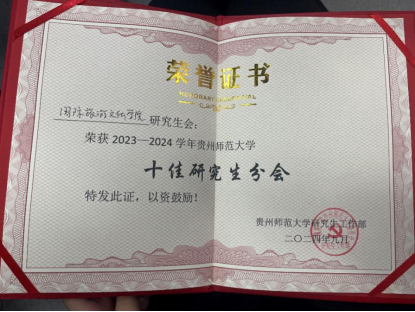 荣誉证书
HONORARY CREDENTIAL
国际旅游文化学院研究生会:
荣获 2023—2024 学年贵州师范大学
十佳研究生分会
特发此证，以资鼓励！
贵州师范大学研究生工作部
二〇二四年九月